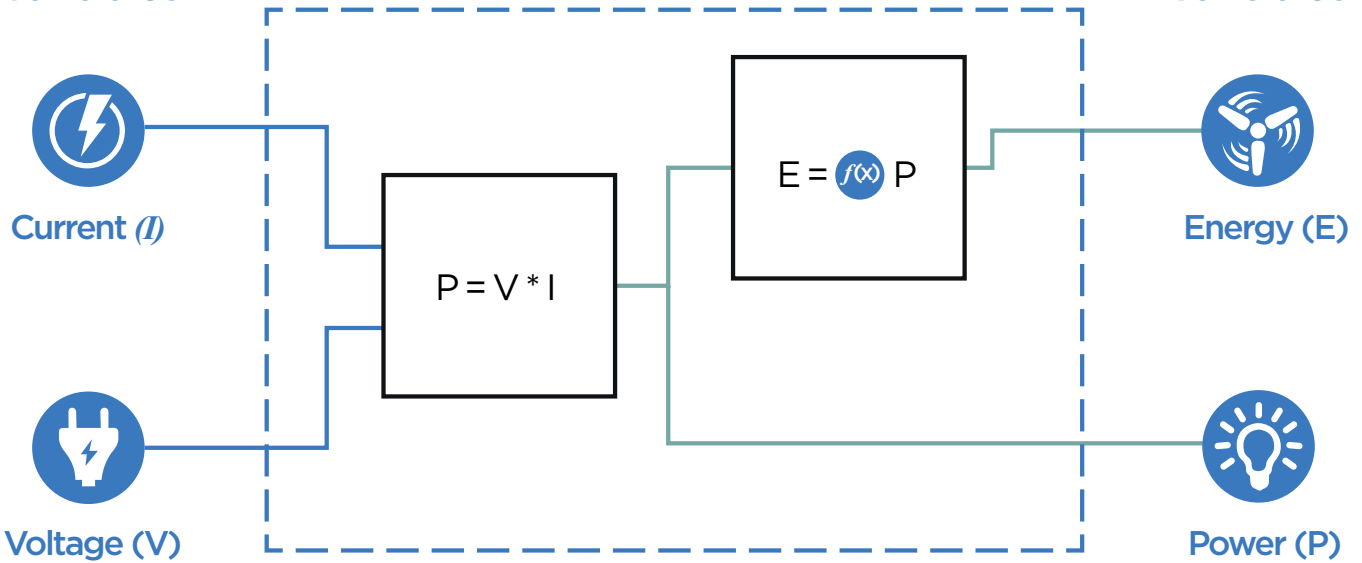 Current (I)
P = V * I
E = f(x) P
Energy (E)
Voltage (V)
Power (P)